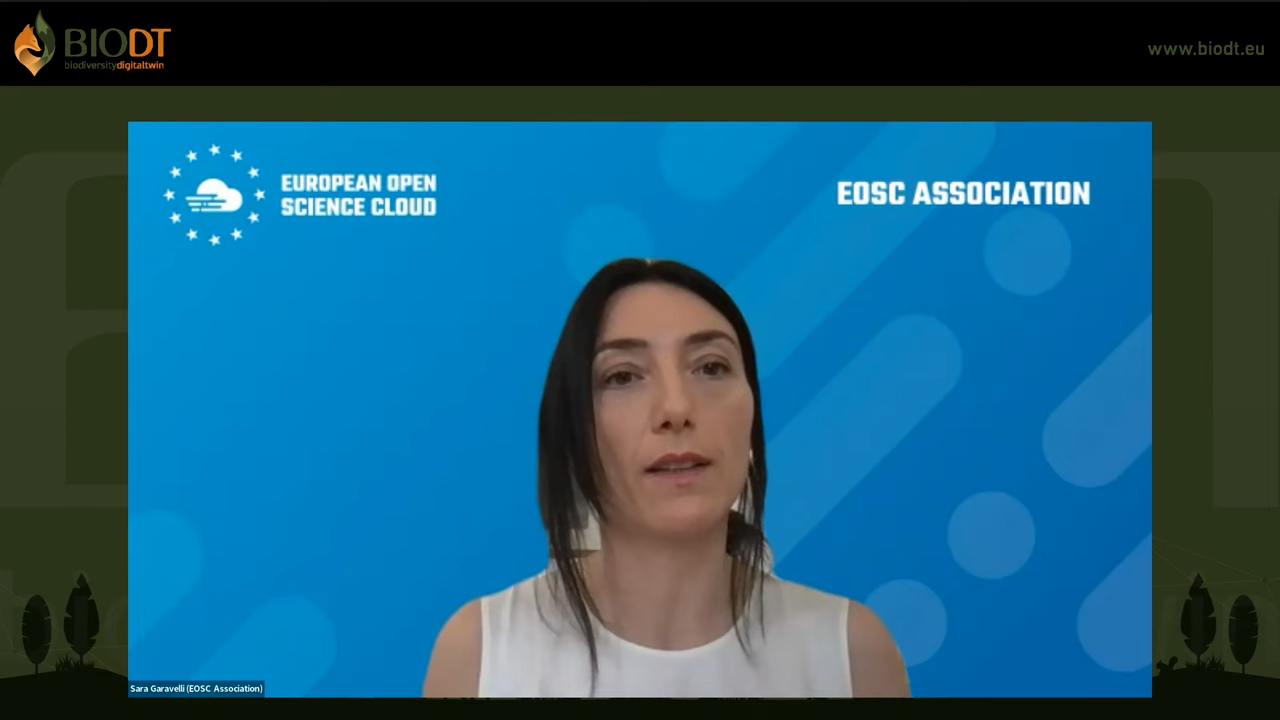 BIODT
biodiversitydigitaltwin
www.biodt.eu
EUROPEAN OPEN
SCIENCE CLOUD
EOSC ASSOCIATION
Sara Garavelli (EOSC Association)